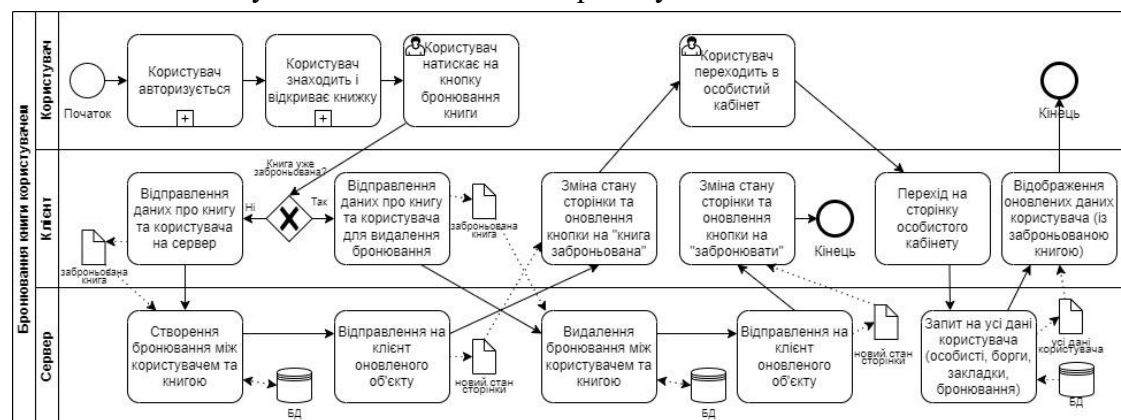 Бронювання книги користувачем
Користувач
Початок
Користувач
авторизується
Користувач
знаходить і
відкриває книжку
Користувач
натискає на
кнопку
бронювання
книги
Користувач
переходить в
особистий
кабінет
Кінець
Клієнт
Відправлення
даних про книгу
та користувача
на сервер
заброньована
книга
Книга уже
заброньована?
Ні
Так
Відправлення
даних про книгу
та користувача
для видалення
бронювання
заброньована
книга
Зміна стану
сторінки та
оновлення
кнопки на "книга
заброньована"
Зміна стану
сторінки та
оновлення
кнопки на
"забронювати"
Кінець
Перехід на
сторінку
особистого
кабінету
Відображення
оновлених даних
користувача (із
заброньованою
книгою)
Сервер
Створення
бронювання між
користувачем та
книгою
БД
Відправлення на
клієнт
оновленого
об'єкту
новий стан
сторінки
Видалення
бронювання між
користувачем та
книгою
БД
Відправлення на
клієнт
оновленого
об'єкту
новий стан
сторінки
Запит на усі дані
користувача
(особисті, борги,
закладки,
бронювання)
усі дані
користувача
БД